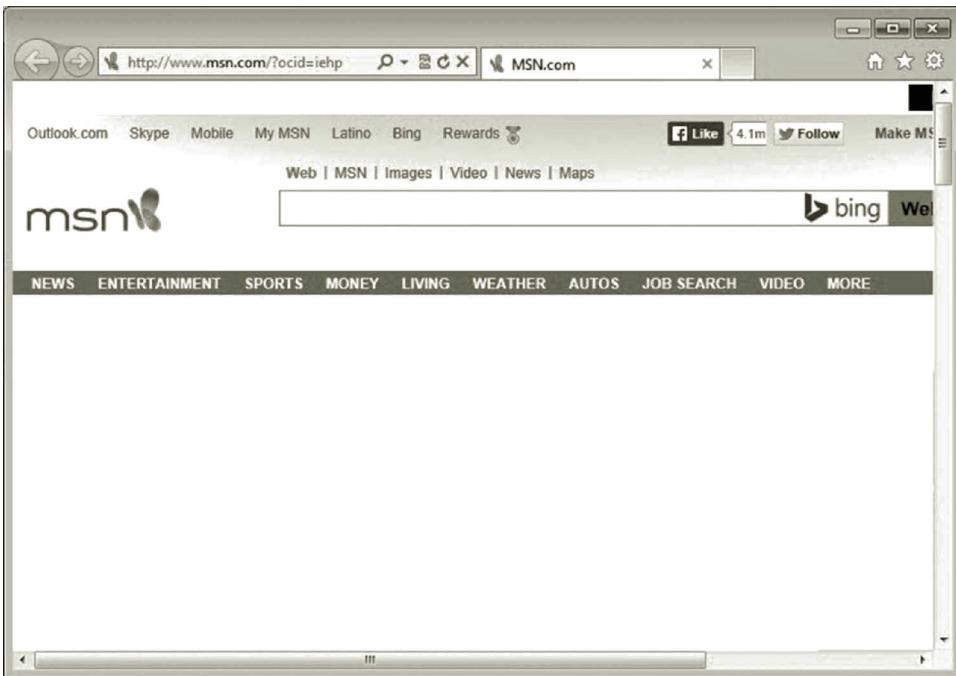 http://www.msn.com/?ocid=iehp MSN.com
Outlook.com Skype Mobile My MSN Latino Bing Rewards Like 4.1m Follow Make MS
Web | MSN | Images | Video | News | Maps
msn bing We
NEWS ENTERTAINMENT SPORTS MONEY LIVING WEATHER AUTOS JOB SEARCH VIDEO MORE